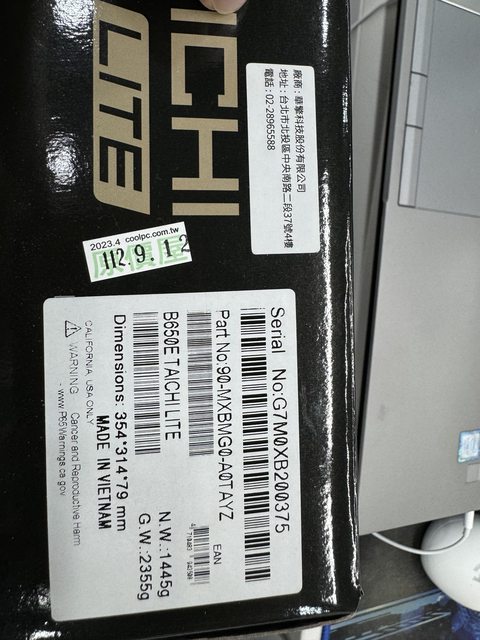 ICHI
LITE
廠商：華擎科技股份有限公司
地址：台北市北投區中央南路二段37號4樓
電話：02-28965588
2023.4 coolpc.com.tw
原價屋
112.9.12
Serial No:G7M0XB200375
Part No:90-MXBMG0-A0TAYZ
EAN
B650E TAICHI LITE
N.W.:1445g
G.W.:2355g
Dimensions: 354*314*79 mm
MADE IN VIETNAM
CALIFORNIA, USA ONLY
WARNING Cancer and Reproductive Harm
- www.P65Warnings.ca.gov